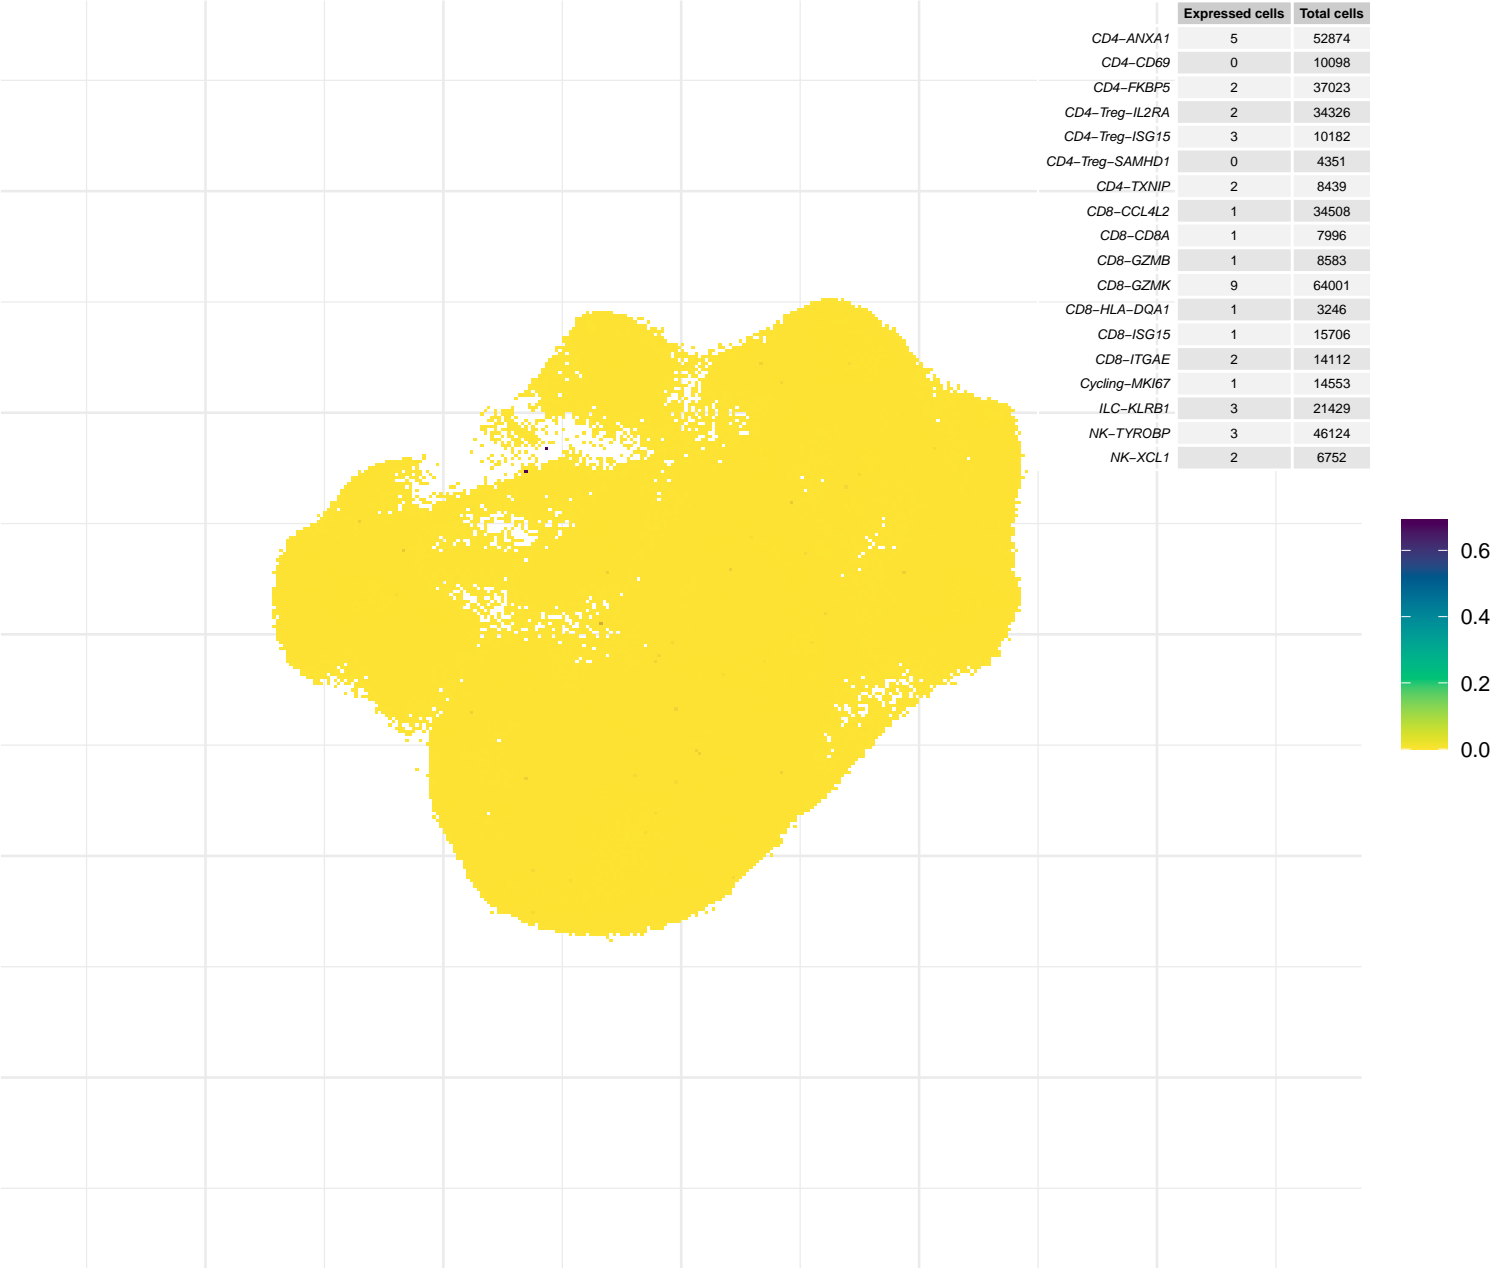 Expressed cells Total cells
CD4−ANXA1 5 52874
CD4−CD69 0 10098
CD4−FKBP5 2 37023
CD4−Treg−IL2RA 2 34326
CD4−Treg−ISG15 3 10182
CD4−Treg−SAMHD1 0 4351
CD4−TXNIP 2 8439
CD8−CCL4L2 1 34508
CD8−CD8A 1 7996
CD8−GZMB 1 8583
CD8−GZMK 9 64001
CD8−HLA−DQA1 1 3246
CD8−ISG15 1 15706
CD8−ITGAE 2 14112
Cycling−MKI67 1 14553
ILC−KLRB1 3 21429
NK−TYROBP 3 46124
NK−XCL1 2 6752
0.6
0.4
0.2
0.0